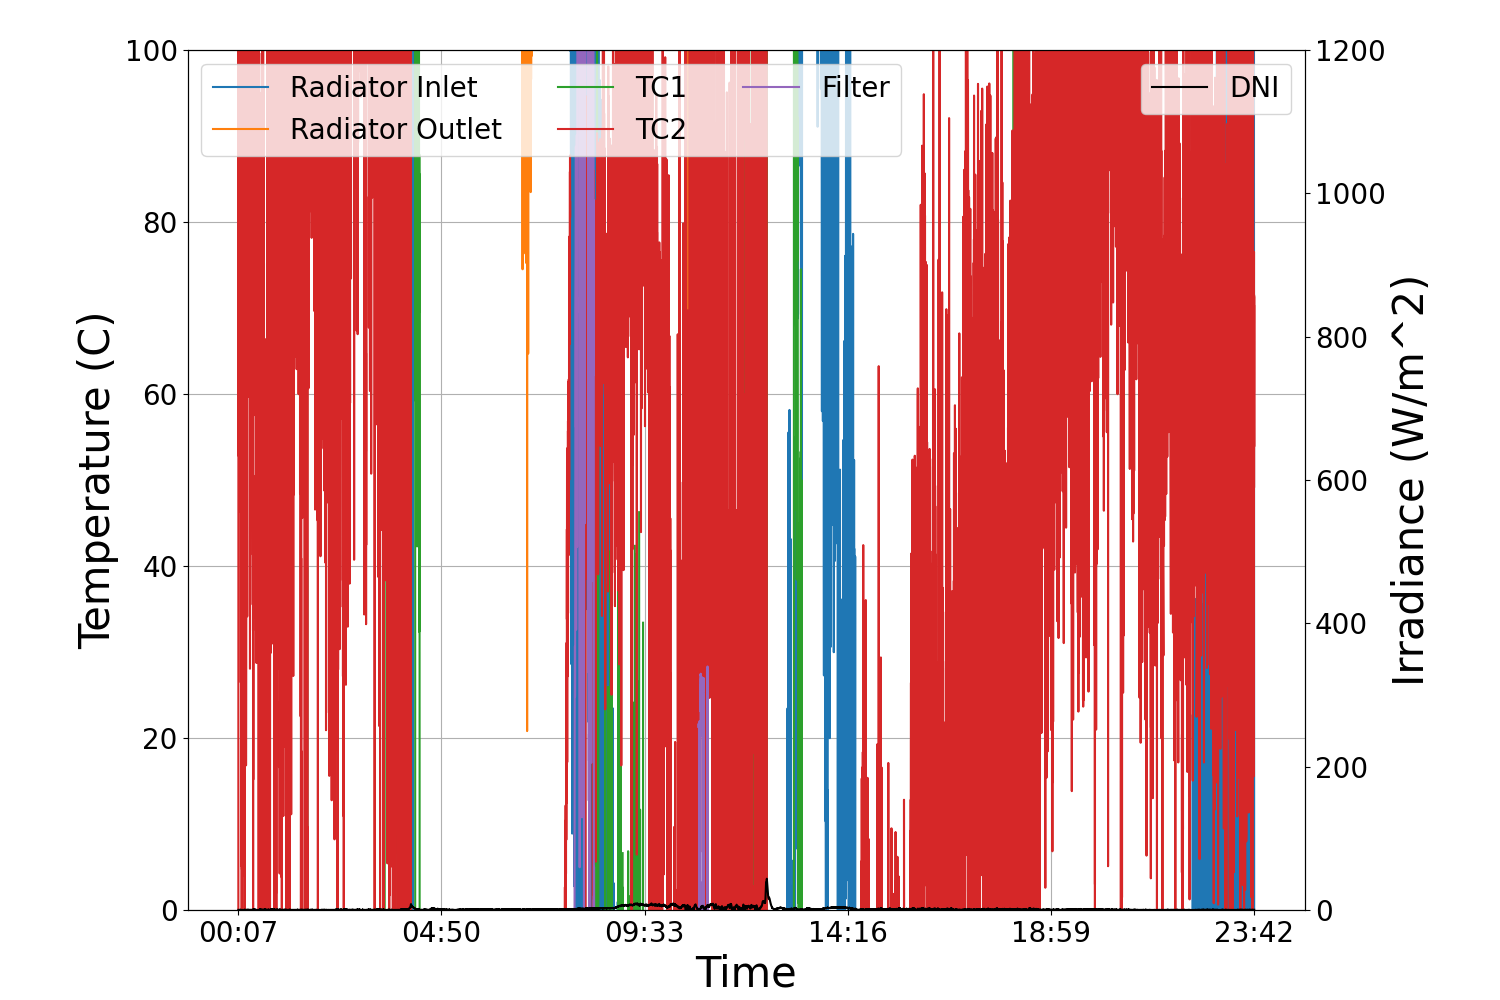 100
80
60
40
20
0
Temperature (C)
Radiator Inlet
Radiator Outlet
TC1
TC2
Filter
DNI
1200
1000
800
600
400
200
0
Irradiance (W/m^2)
00:07 04:50 09:33 14:16 18:59 23:42
Time